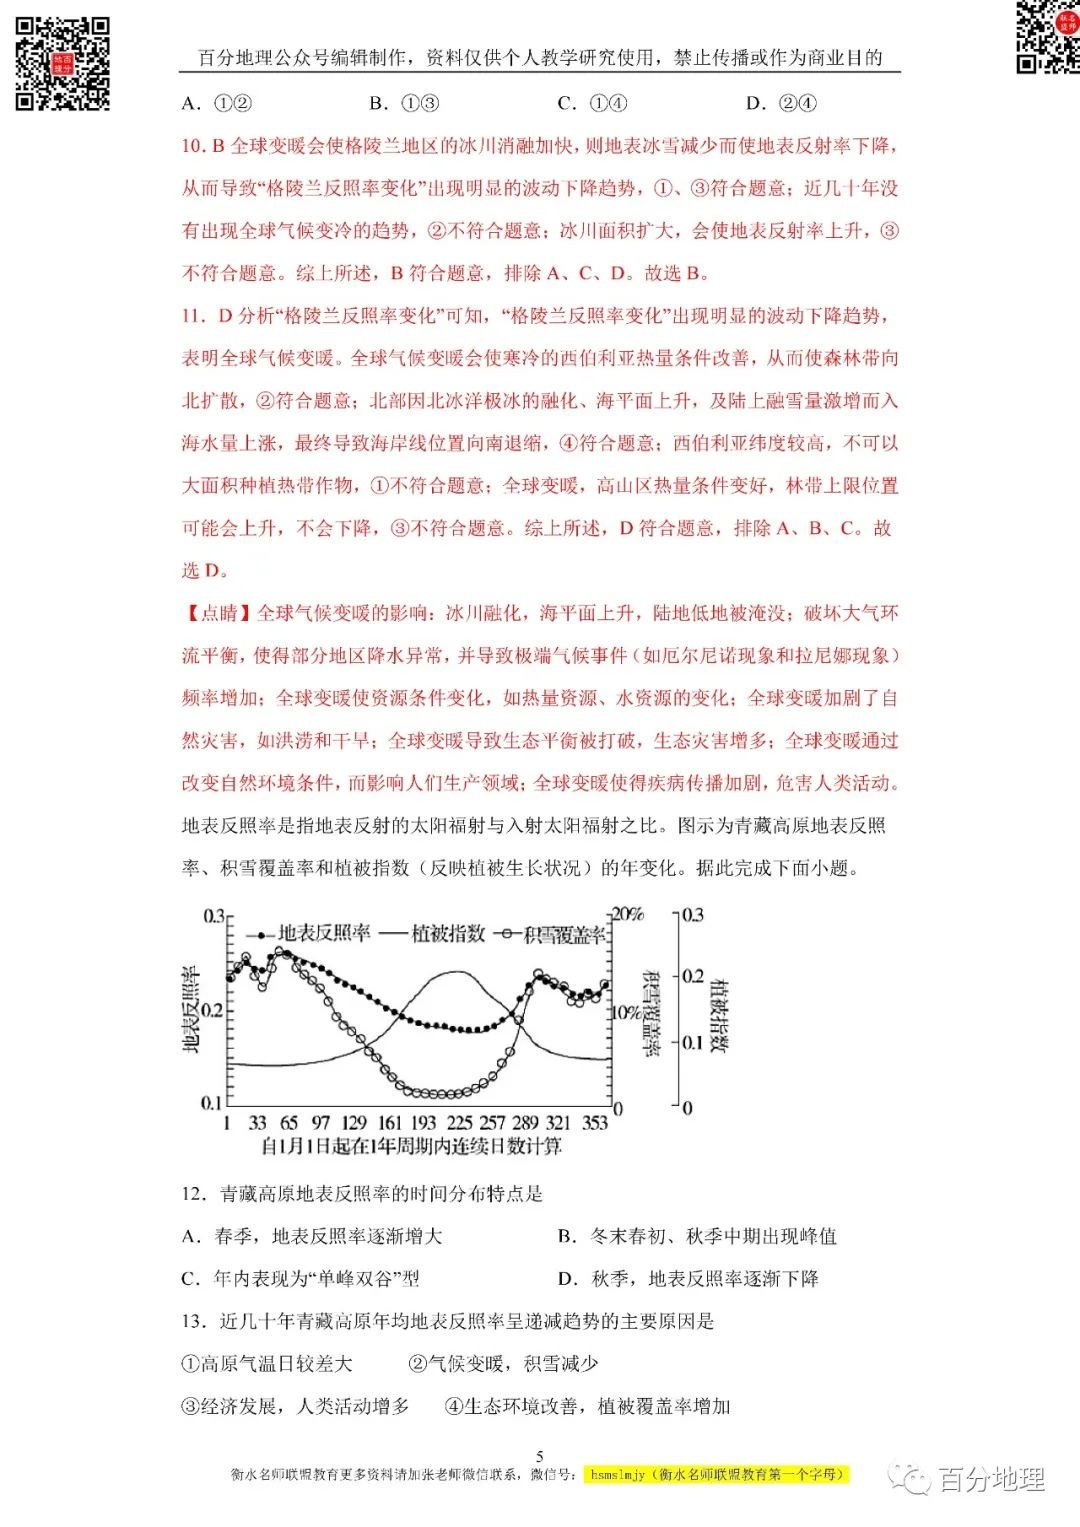 百分地理公众号编辑制作，资料仅供个人教学研究使用，禁止传播或作为商业目的
A．①② B．①③ C．①④ D．②④
10．B 全球变暖会使格陵兰地区的冰川消融加快，则地表冰雪减少而使地表反射率下降，
从而导致“格陵兰反照率变化”出现明显的波动下降趋势，①、③符合题意；近几十年没
有出现全球气候变冷的趋势，②不符合题意；冰川面积扩大，会使地表反射率上升，③
不符合题意。综上所述，B 符合题意，排除 A、C、D。故选 B。
11．D 分析“格陵兰反照率变化”可知，“格陵兰反照率变化”出现明显的波动下降趋势，
表明全球气候变暖。全球气候变暖会使寒冷的西伯利亚热量条件改善，从而使森林带向
北扩散，②符合题意；北部因北冰洋极冰的融化、海平面上升，及陆上融雪量激增而入
海水量上涨，最终导致海岸线位置向南退缩，④符合题意；西伯利亚纬度较高，不可以
大面积种植热带作物，①不符合题意；全球变暖，高山区热量条件变好，林带上限位置
可能会上升，不会下降，③不符合题意。综上所述，D 符合题意，排除 A、B、C。故
选 D。
【点睛】全球气候变暖的影响：冰川融化，海平面上升，陆地低地被淹没；破坏大气环
流平衡，使得部分地区降水异常，并导致极端气候事件（如厄尔尼诺现象和拉尼娜现象）
频率增加；全球变暖使资源条件变化，如热量资源、水资源的变化；全球变暖加剧了自
然灾害，如洪涝和干旱；全球变暖导致生态平衡被打破，生态灾害增多；全球变暖通过
改变自然环境条件，而影响人们生产领域；全球变暖使得疾病传播加剧，危害人类活动。
地表反照率是指地表反射的太阳福射与入射太阳福射之比。图示为青藏高原地表反照
率、积雪覆盖率和植被指数（反映植被生长状况）的年变化。据此完成下面小题。
0.3 20% 0.3
地表反照率 植被指数 积雪覆盖率
0.2 10% 0.2
地表反照率 积雪覆盖率 植被指数
0.1
0.1 0 0
1 33 65 97 129 161 193 225 257 289 321 353
自1月1日起在1年周期内连续日数计算
12．青藏高原地表反照率的时间分布特点是
A．春季，地表反照率逐渐增大 B．冬末春初、秋季中期出现峰值
C．年内表现为“单峰双谷”型 D．秋季，地表反照率逐渐下降
13．近几十年青藏高原年均地表反照率呈递减趋势的主要原因是
①高原气温日较差大 ②气候变暖，积雪减少
③经济发展，人类活动增多 ④生态环境改善，植被覆盖率增加
5
衡水名师联盟教育更多资料请加张老师微信联系，微信号： hsmslmjy（衡水名师联盟教育第一个字母）
百分地理